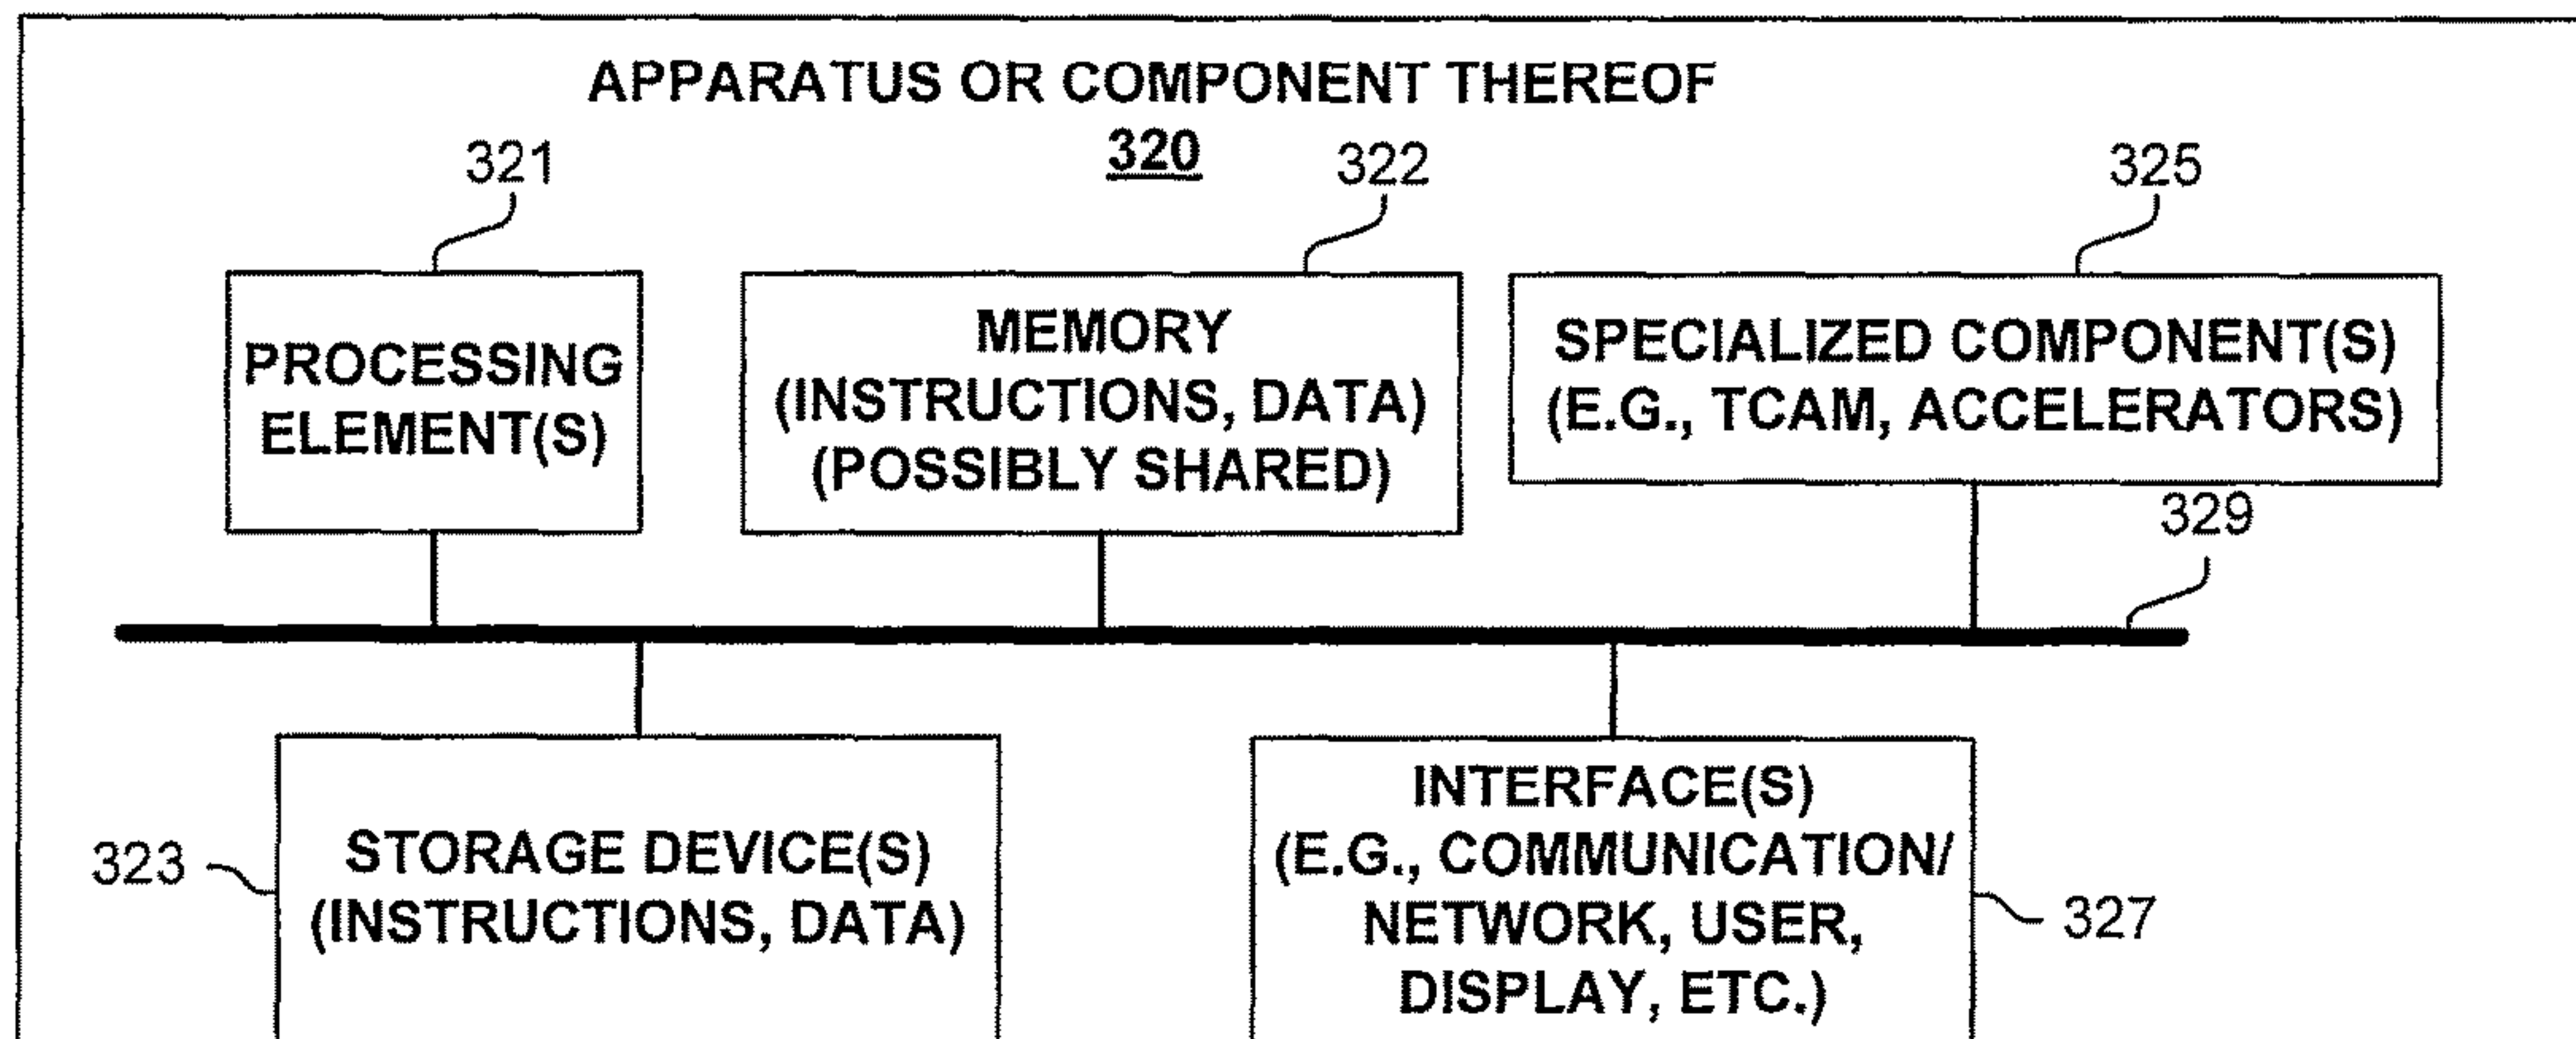 APPARATUS OR COMPONENT THEREOF
320
321
322
325
PROCESSING
ELEMENT(S)
MEMORY
(INSTRUCTIONS, DATA)
(POSSIBLY SHARED)
SPECIALIZED COMPONENT(S)
(E.G., TCAM, ACCELERATORS)
329
323
STORAGE DEVICE(S)
(INSTRUCTIONS, DATA)
INTERFACE(S)
(E.G., COMMUNICATION/
NETWORK, USER,
DISPLAY, ETC.)
327